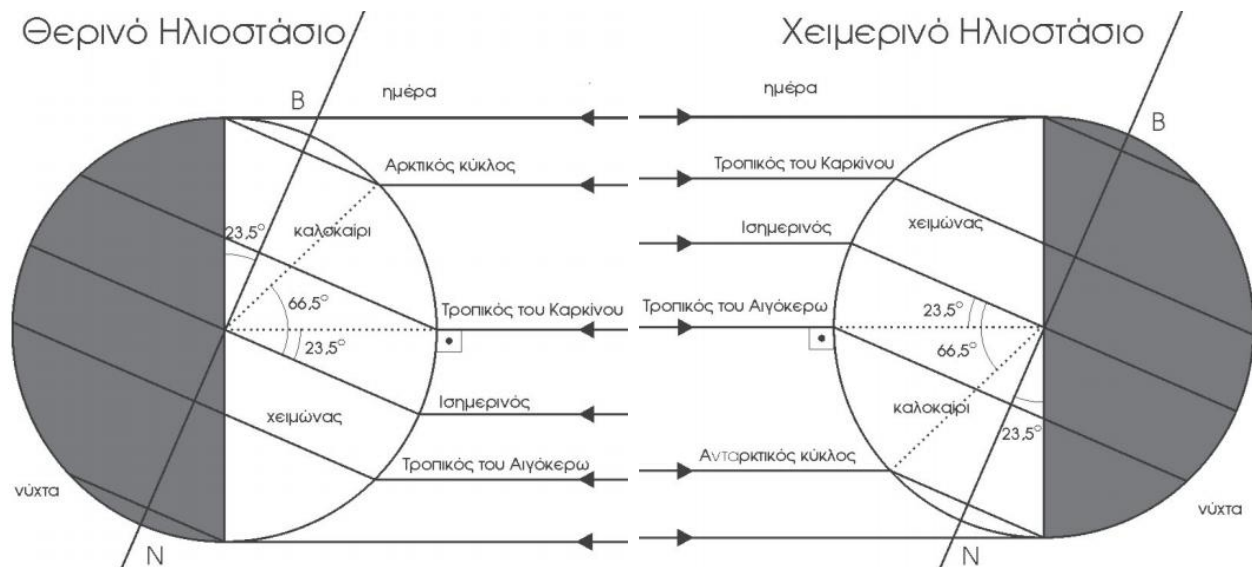 Θερινό Ηλιοστάσιο
Β
ημέρα
Αρκτικός κύκλος
καλοκαίρι
23,5°
66,5°
Τροπικός του Καρκίνου
23,5°
Ισημερινός
χειμώνας
Τροπικός του Αιγόκερω
νύχτα
Ν
Χειμερινό Ηλιοστάσιο
ημέρα
Β
Τροπικός του Καρκίνου
χειμώνας
Ισημερινός
Τροπικός του Αιγόκερω
23,5°
66,5°
καλοκαίρι
23,5°
Ανταρκτικός κύκλος
νύχτα
Ν